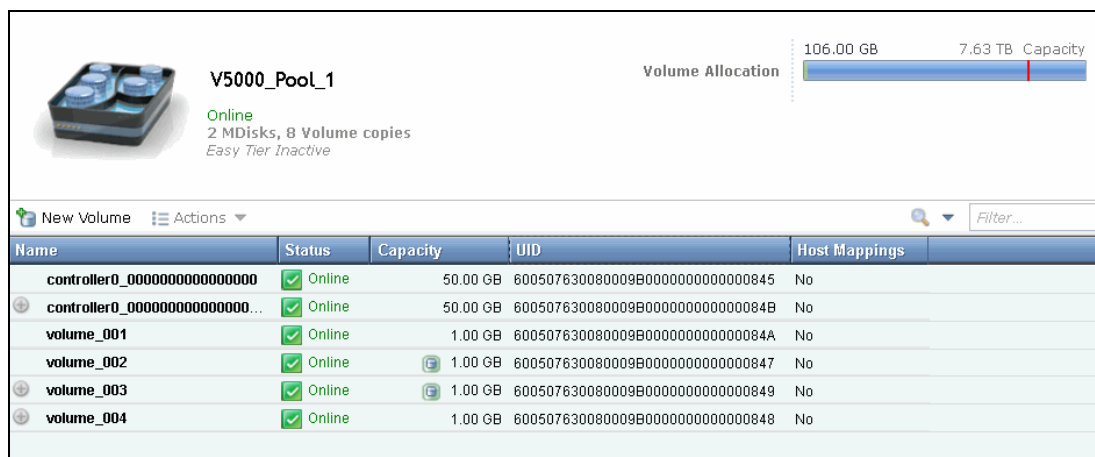 106.00 GB 7.63 TB Capacity
Volume Allocation
V5000_Pool_1
Online
2 MDisks, 8 Volume copies
Easy Tier Inactive
New Volume Actions Filter...
Name Status Capacity UID Host Mappings
controller0_0000000000000000 Online 50.00 GB 600507630080009B0000000000000845 No
controller0_000000000000000... Online 50.00 GB 600507630080009B000000000000084B No
volume_001 Online 1.00 GB 600507630080009B000000000000084A No
volume_002 Online 1.00 GB 600507630080009B0000000000000847 No
volume_003 Online 1.00 GB 600507630080009B0000000000000849 No
volume_004 Online 1.00 GB 600507630080009B0000000000000848 No